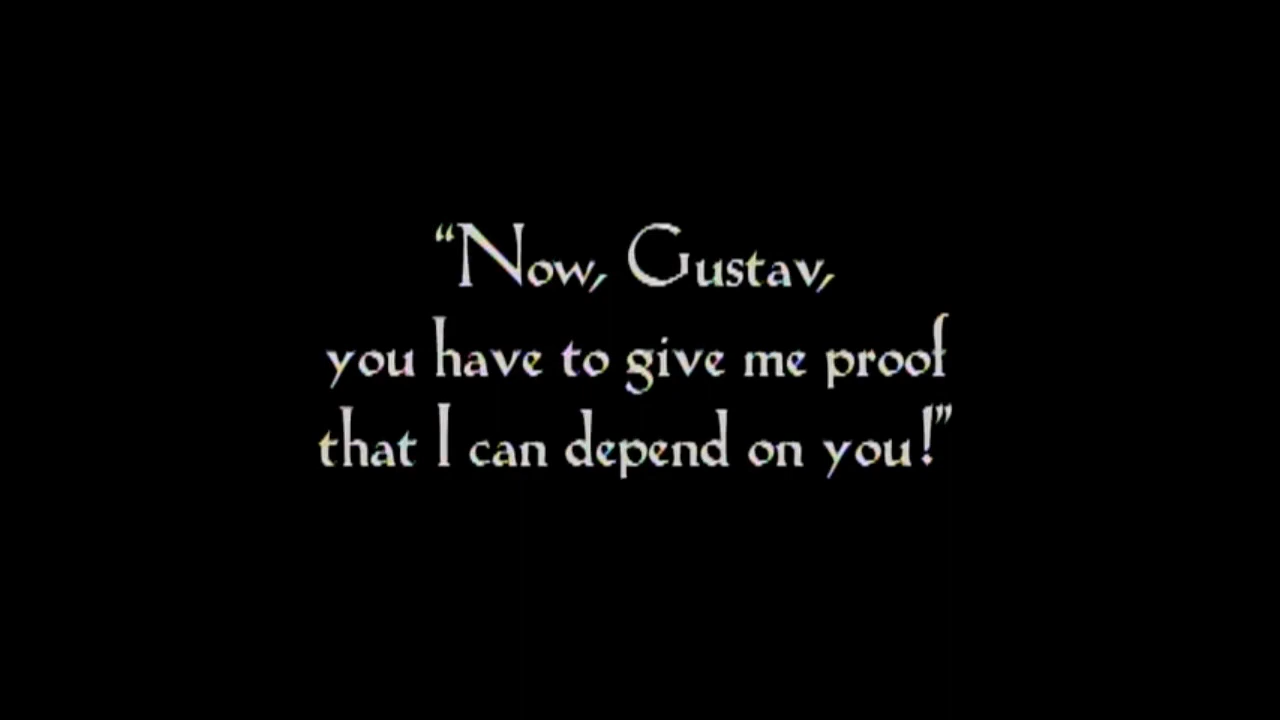 “Now, Gustav,
you have to give me proof
that I can depend on you!”